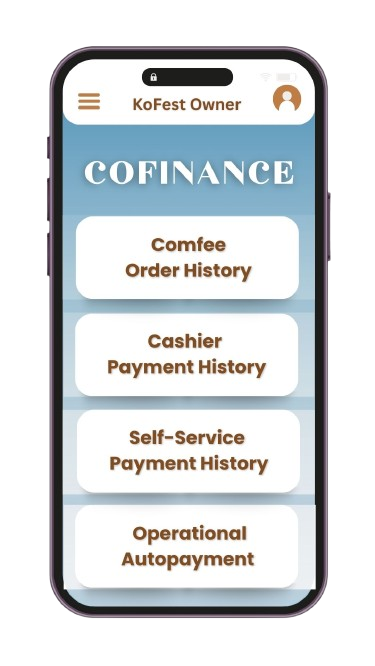 KoFest Owner
COFINANCE
Comfee
Order History
Cashier
Payment History
Self-Service
Payment History
Operational
Autopayment